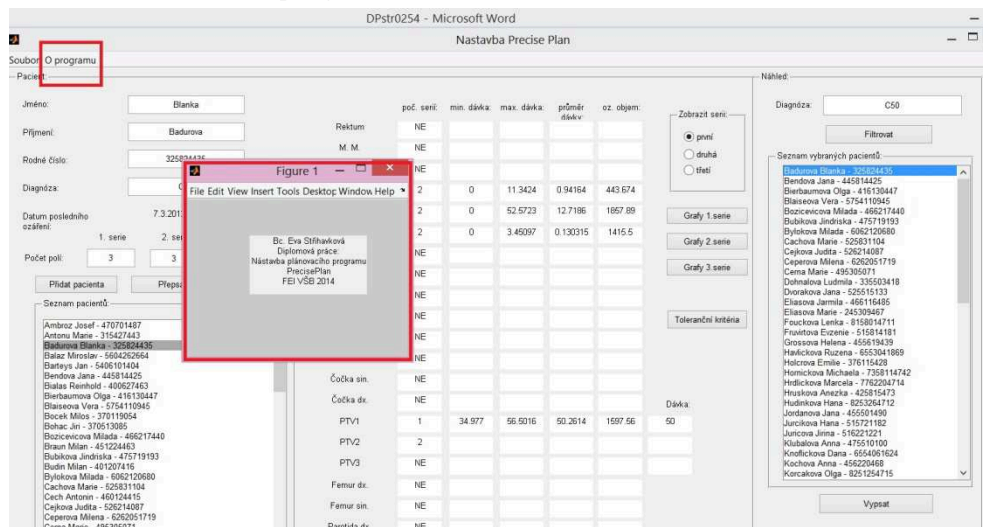 DPstr0254 - Microsoft Word
Nastavba Precise Plan
Soubor O programu
Pacient:
Jméno: Blanka
Příjmení: Badurova
Rodné číslo: 325824435
Diagnóza: C
Datum posledního ozáření: 7.3.201
1. serie 2. se
Počet polí: 3 3
Přidat pacienta Přeps
Seznam pacientů:
Ambroz Josef - 470701487
Antonu Marie - 315427443
Badurova Blanka - 325824435
Balaz Miroslav - 5604262664
Barteys Jan - 5406101404
Bendova Jana - 445814425
Bialas Reinhold - 400627463
Bierbaumova Olga - 416130447
Blaiseova Vera - 5754110945
Bocek Milos - 370119054
Bohac Jiri - 370513085
Bozicevicova Milada - 466217440
Braun Milan - 451224463
Bubikova Jindriska - 475719193
Budin Milan - 401207416
Bylokova Milada - 6062120680
Cachova Marie - 525831104
Cech Antonin - 460124415
Cejkova Judita - 526214087
Ceperova Milena - 6262051719
Figure 1
File Edit View Insert Tools Desktop Window Help
Bc. Eva Střihavková
Diplomová práce:
Nástavba plánovacího programu
PrecisePlan
FEI VŠB 2014
poč. serií: min. dávka: max. dávka: průměr dávky: oz. objem:
Rektum NE
M. M. NE
NE
2 0 11.3424 0.94164 443.674
2 0 52.5723 12.7186 1857.89
2 0 3.45097 0.130315 1415.5
NE
NE
NE
NE
NE
NE
Čočka sin. NE
Čočka dx. NE
Dávka:
PTV1 1 34.977 56.5016 50.2614 1597.56 50
PTV2 2
PTV3 NE
Femur dx. NE
Femur sin. NE
Parotida dx. NE
Zobrazit serii:
první
druhá
třetí
Grafy 1.serie
Grafy 2.serie
Grafy 3.serie
Toleranční kritéria
Náhled:
Diagnóza: C50
Filtrovat
Seznam vybraných pacientů:
Badurova Blanka - 325824435
Bendova Jana - 445814425
Bierbaumova Olga - 416130447
Blaiseova Vera - 5754110945
Bozicevicova Milada - 466217440
Bubikova Jindriska - 475719193
Bylokova Milada - 6062120680
Cachova Marie - 525831104
Cejkova Judita - 526214087
Ceperova Milena - 6262051719
Cerna Marie - 495305071
Dohnalova Ludmila - 335503418
Dvorakova Jana - 525515133
Eliasova Jarmila - 466116485
Eliasova Marie - 245309467
Fouckova Lenka - 8158014711
Fruwirtova Evzenie - 515814181
Grossova Helena - 455619439
Havlickova Ruzena - 6553041869
Holcrova Emilie - 376115428
Hornickova Michaela - 7358114742
Hrdlickova Marcela - 7762204714
Hruskova Anezka - 425815473
Hudinkova Hana - 8253264712
Jordanova Jana - 455501490
Jurcikova Hana - 515721182
Juricova Jirina - 516221221
Klubalova Anna - 475510100
Knoflickova Dana - 6554061624
Kochova Anna - 456220468
Korcakova Olga - 8251254715
Vypsat